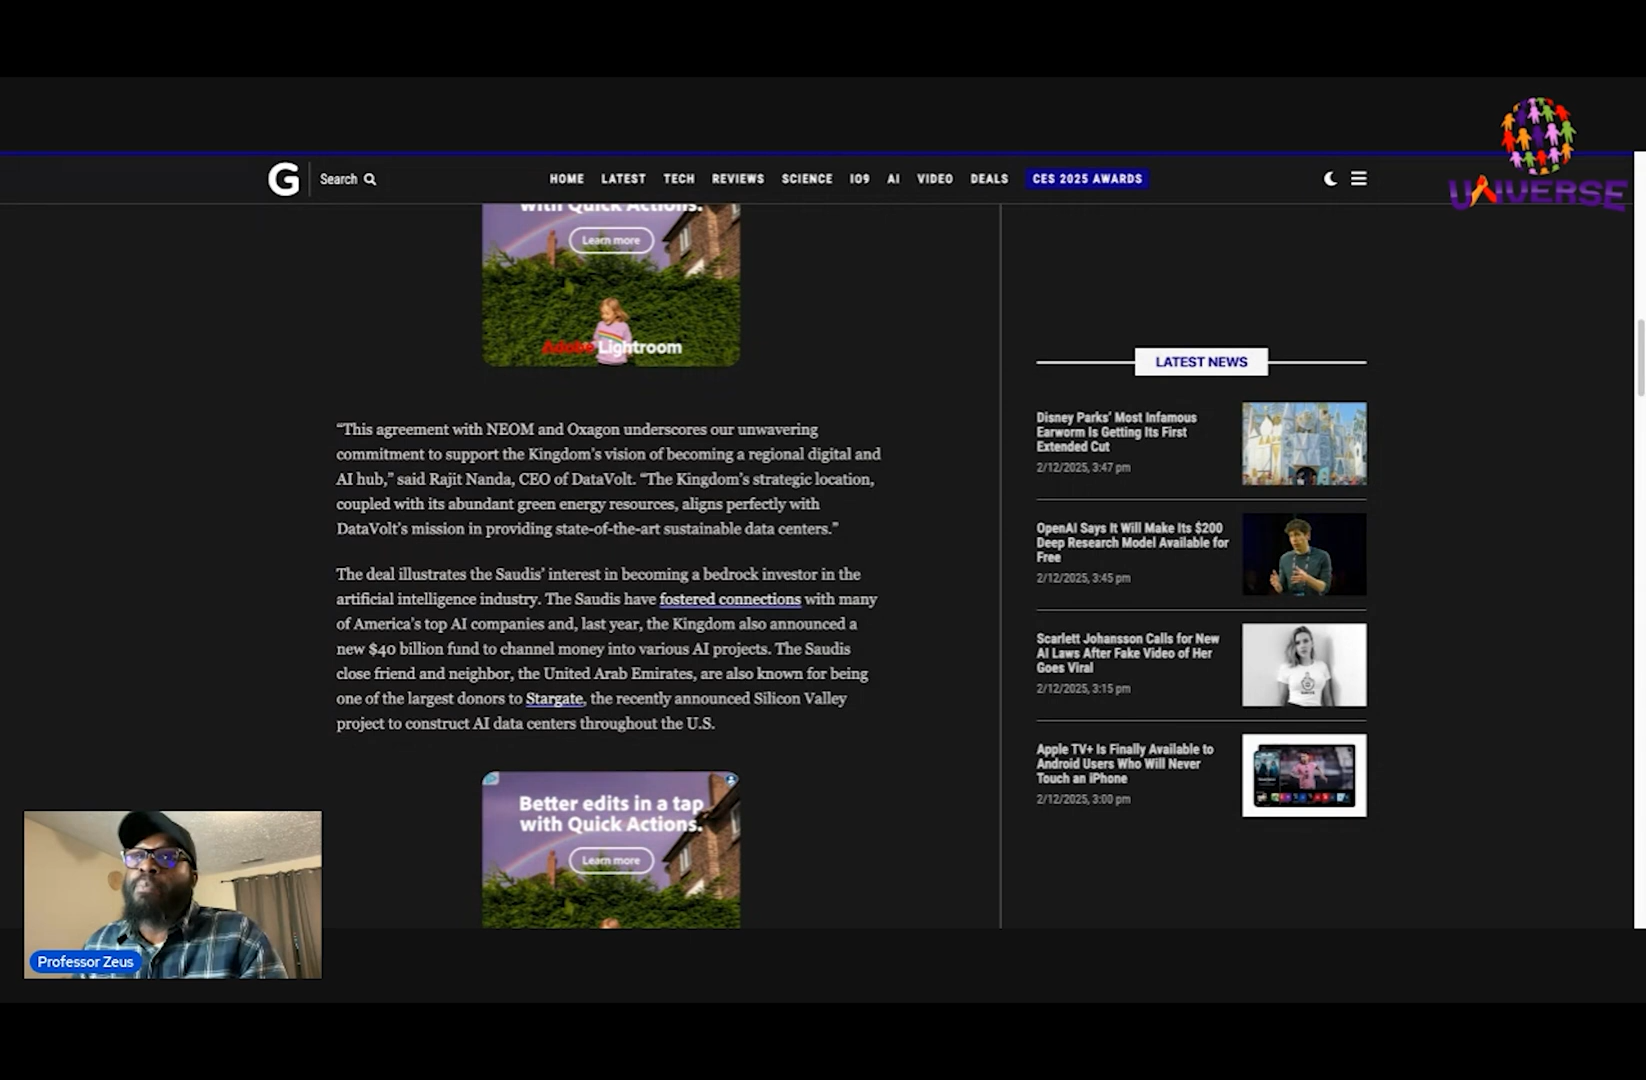 UNIVERSE
G
Search
HOME LATEST TECH REVIEWS SCIENCE IO9 AI VIDEO DEALS CES 2025 AWARDS
with Quick Actions.
Learn more
Adobe Lightroom
“This agreement with NEOM and Oxagon underscores our unwavering
commitment to support the Kingdom’s vision of becoming a regional digital and
AI hub,” said Rajit Nanda, CEO of DataVolt. “The Kingdom’s strategic location,
coupled with its abundant green energy resources, aligns perfectly with
DataVolt’s mission in providing state-of-the-art sustainable data centers.”
The deal illustrates the Saudis’ interest in becoming a bedrock investor in the
artificial intelligence industry. The Saudis have fostered connections with many
of America’s top AI companies and, last year, the Kingdom also announced a
new $40 billion fund to channel money into various AI projects. The Saudis
close friend and neighbor, the United Arab Emirates, are also known for being
one of the largest donors to Stargate, the recently announced Silicon Valley
project to construct AI data centers throughout the U.S.
Better edits in a tap
with Quick Actions.
Learn more
LATEST NEWS
Disney Parks’ Most Infamous
Earworm Is Getting Its First
Extended Cut
2/12/2025, 3:47 pm
OpenAI Says It Will Make Its $200
Deep Research Model Available for
Free
2/12/2025, 3:45 pm
Scarlett Johansson Calls for New
AI Laws After Fake Video of Her
Goes Viral
2/12/2025, 3:15 pm
Apple TV+ Is Finally Available to
Android Users Who Will Never
Touch an iPhone
2/12/2025, 3:00 pm
Professor Zeus